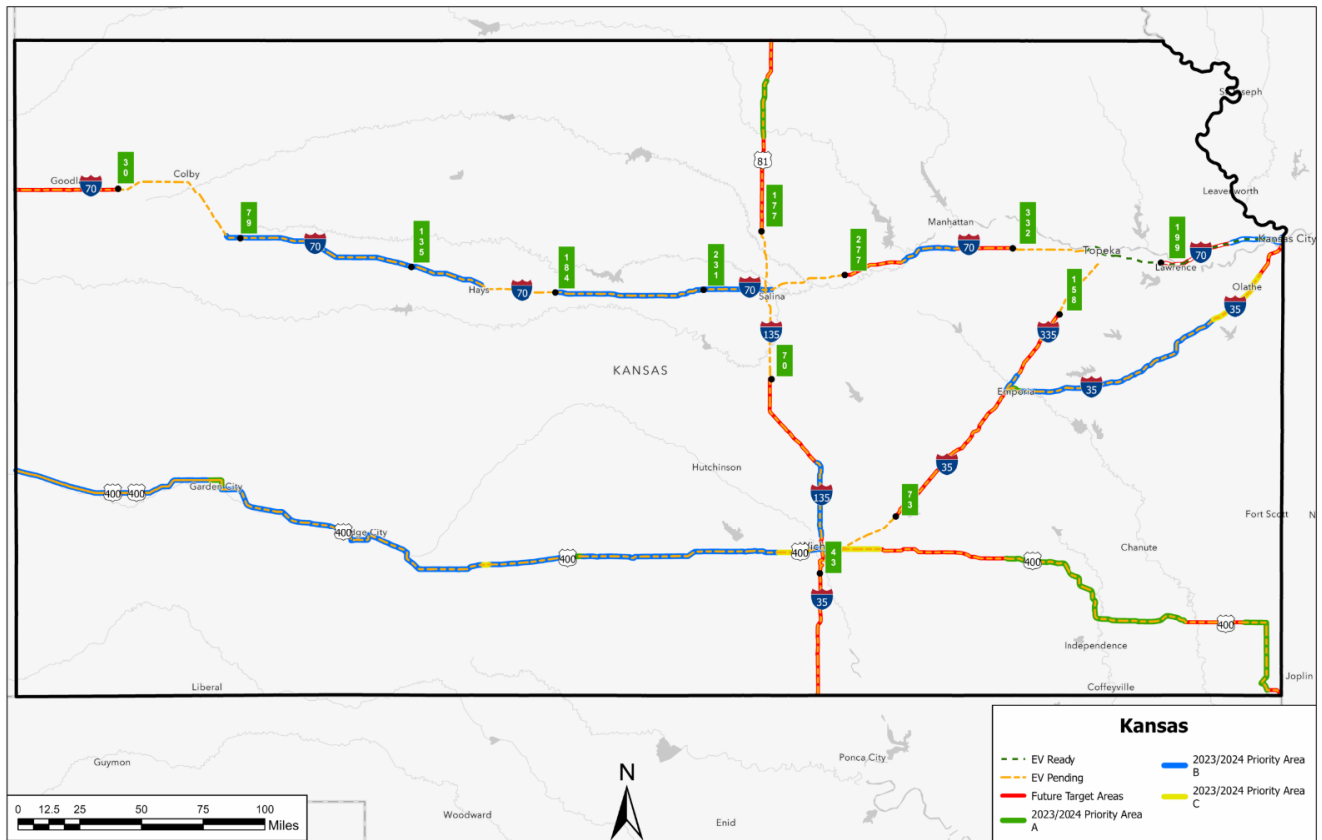 St Joseph
Goodl
70
30
Colby
81
Leavenworth
177
Manhattan
332
199
79
70
135
277
70
Topeka
Kansas City
70
Lawrence
184
231
Hays
70
70
Salina
158
Olathe
35
135
335
KANSAS
70
35
Emporia
Hutchinson
35
400
400
Garden City
135
73
Fort Scott
N
400
dge City
Chanute
400
400
43
400
35
400
Independence
Liberal
Coffeyville
Joplin
Guymon
Ponca City
Woodward
Enid
N
0 12.5 25 50 75 100
Miles
Kansas
EV Ready
EV Pending
Future Target Areas
2023/2024 Priority Area
A
2023/2024 Priority Area
B
2023/2024 Priority Area
C